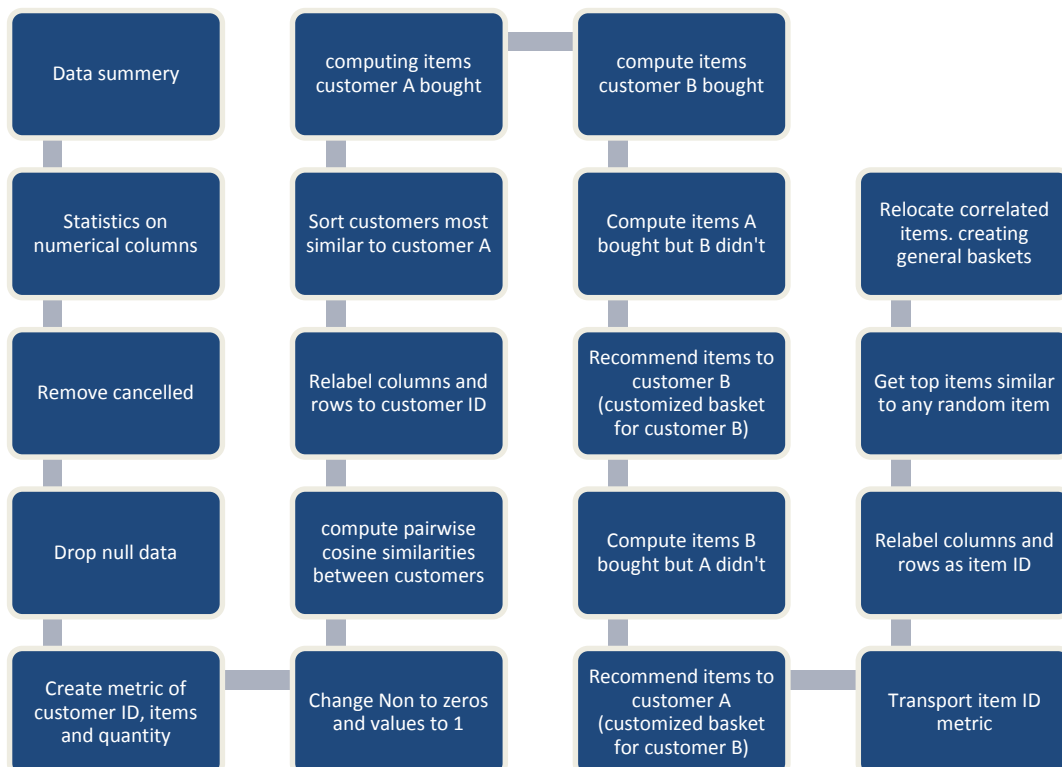 Data summery
Statistics on
numerical columns
Remove cancelled
Drop null data
Create metric of
customer ID, items
and quantity
Change Non to zeros
and values to 1
compute pairwise
cosine similarities
between customers
Relabel columns and
rows to customer ID
Sort customers most
similar to customer A
computing items
customer A bought
compute items
customer B bought
Compute items A
bought but B didn't
Recommend items to
customer B
(customized basket
for customer B)
Compute items B
bought but A didn't
Recommend items to
customer A
(customized basket
for customer B)
Transport item ID
metric
Relabel columns and
rows as item ID
Get top items similar
to any random item
Relocate correlated
items. creating
general baskets